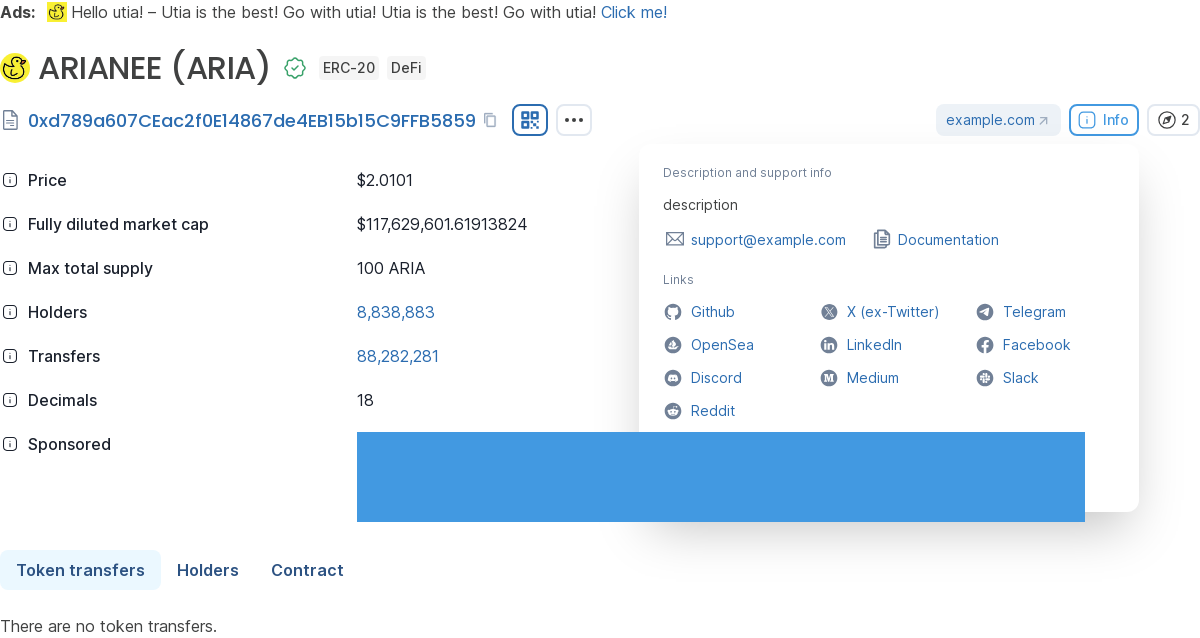 Ads: Hello utia! – Utia is the best! Go with utia! Utia is the best! Go with utia! Click me!
ARIANEE (ARIA) ERC-20 DeFi
0xd789a607CEac2f0E14867de4EB15b15C9FFB5859
example.com Info 2
Price $2.0101
Fully diluted market cap $117,629,601.61913824
Max total supply 100 ARIA
Holders 8,838,883
Transfers 88,282,281
Decimals 18
Sponsored
Description and support info
description
support@example.com Documentation
Links
Github X (ex-Twitter) Telegram
OpenSea LinkedIn Facebook
Discord Medium Slack
Reddit
Token transfers Holders Contract
There are no token transfers.